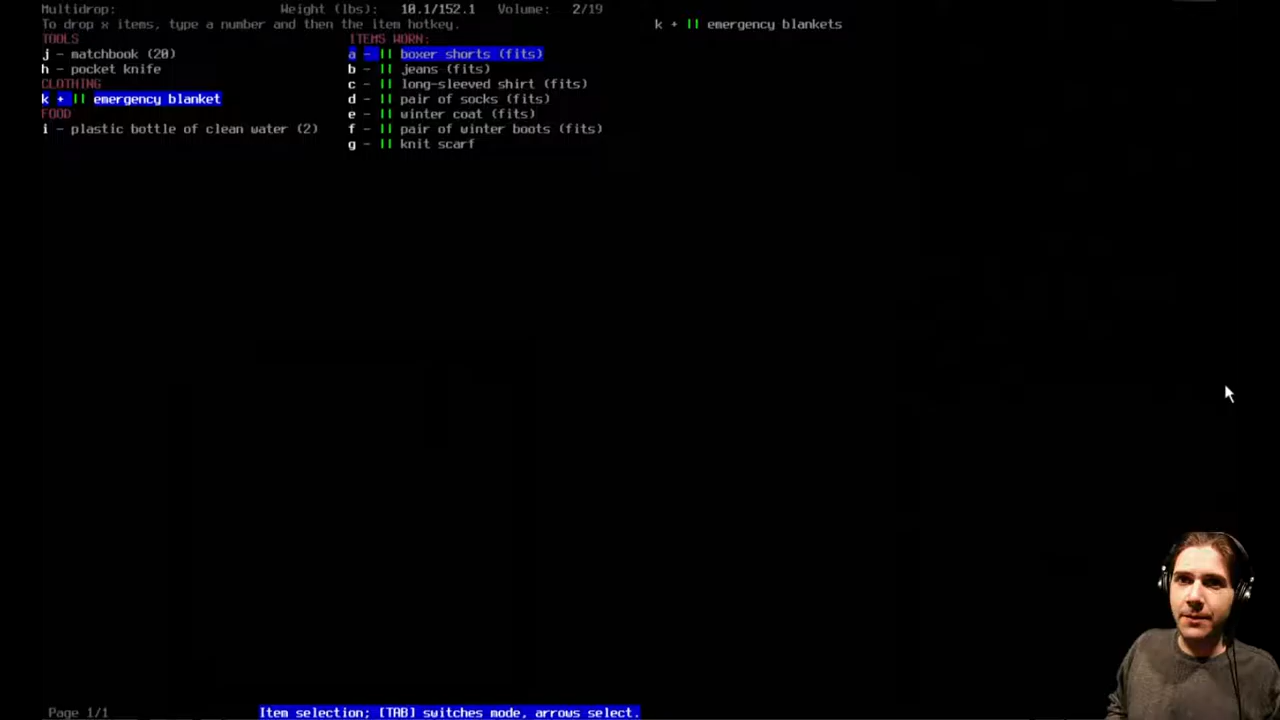 Multidrop: Weight (lbs): 10.1/152.1 Volume: 2/19
To drop x items, type a number and then the item hotkey. k + || emergency blankets
TOOLS ITEMS WORN:
j - matchbook (20) a - || boxer shorts (fits)
h - pocket knife b - || jeans (fits)
CLOTHING c - || long-sleeved shirt (fits)
k + || emergency blanket d - || pair of socks (fits)
FOOD e - || winter coat (fits)
i - plastic bottle of clean water (2) f - || pair of winter boots (fits)
g - || knit scarf
Page 1/1 Item selection; [TAB] switches mode, arrows select.